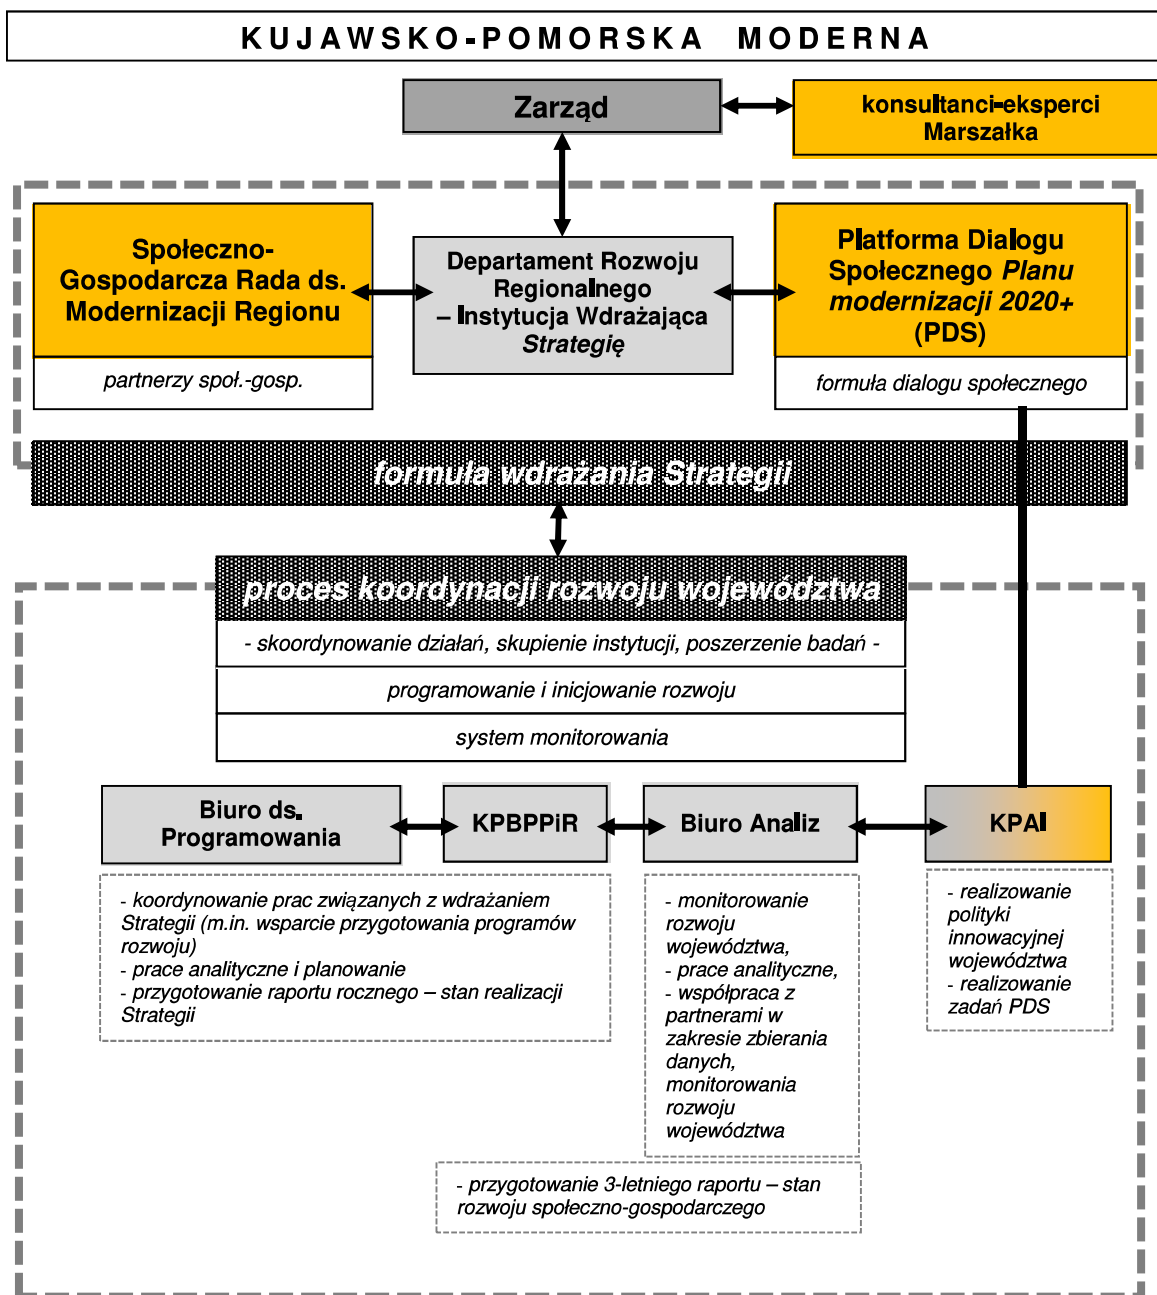 KUJAWSKO-POMORSKA MODERNA
Zarząd
konsultanci-eksperci
Marszałka
Społeczno-
Gospodarcza Rada ds.
Modernizacji Regionu
partnerzy społ.-gosp.
Departament Rozwoju
Regionalnego
– Instytucja Wdrażająca
Strategię
Platforma Dialogu
Społecznego Planu
modernizacji 2020+
(PDS)
formuła dialogu społecznego
formuła wdrażania Strategii
proces koordynacji rozwoju województwa
- skoordynowanie działań, skupienie instytucji, poszerzenie badań -
programowanie i inicjowanie rozwoju
system monitorowania
Biuro ds.
Programowania
KPBPPiR
Biuro Analiz
KPAI
- koordynowanie prac związanych z wdrażaniem
Strategii (m.in. wsparcie przygotowania programów
rozwoju)
- prace analityczne i planowanie
- przygotowanie raportu rocznego – stan realizacji
Strategii
- monitorowanie
rozwoju
województwa,
- prace analityczne,
- współpraca z
partnerami w
zakresie zbierania
danych,
monitorowania
rozwoju
województwa
- realizowanie
polityki
innowacyjnej
województwa
- realizowanie
zadań PDS
- przygotowanie 3-letniego raportu – stan
rozwoju społeczno-gospodarczego